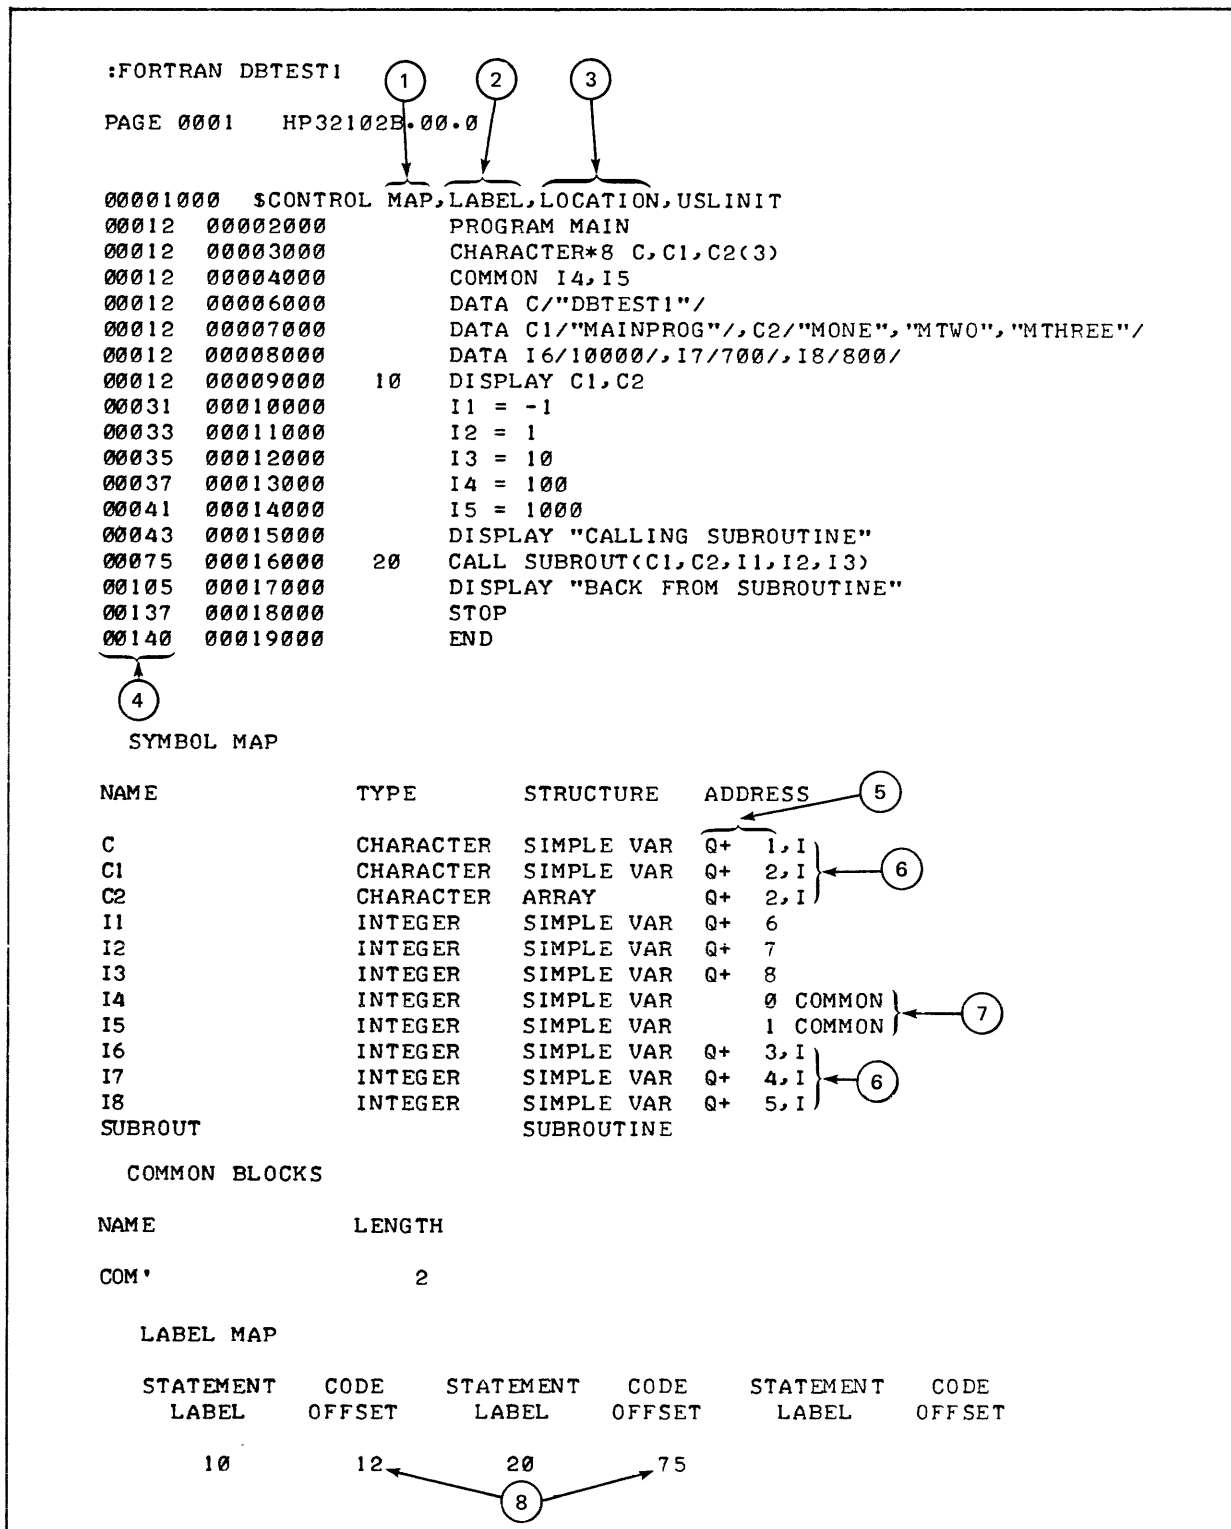 :FORTRAN DBTEST1
1 2 3
PAGE 0001 HP32102B.00.0
00001000 $CONTROL MAP,LABEL,LOCATION,USLINIT
00012 00002000 PROGRAM MAIN
00012 00003000 CHARACTER*8 C,C1,C2(3)
00012 00004000 COMMON I4,I5
00012 00006000 DATA C/"DBTEST1"/
00012 00007000 DATA C1/"MAINPROG"/,C2/"MONE","MTWO","MTHREE"/
00012 00008000 DATA I6/10000/,I7/700/,I8/800/
00012 00009000 10 DISPLAY C1,C2
00031 00010000 I1 = -1
00033 00011000 I2 = 1
00035 00012000 I3 = 10
00037 00013000 I4 = 100
00041 00014000 I5 = 1000
00043 00015000 DISPLAY "CALLING SUBROUTINE"
00075 00016000 20 CALL SUBROUT(C1,C2,I1,I2,I3)
00105 00017000 DISPLAY "BACK FROM SUBROUTINE"
00137 00018000 STOP
00140 00019000 END
4
SYMBOL MAP
NAME TYPE STRUCTURE ADDRESS 5
C CHARACTER SIMPLE VAR Q+ 1,I
C1 CHARACTER SIMPLE VAR Q+ 2,I 6
C2 CHARACTER ARRAY Q+ 2,I
I1 INTEGER SIMPLE VAR Q+ 6
I2 INTEGER SIMPLE VAR Q+ 7
I3 INTEGER SIMPLE VAR Q+ 8
I4 INTEGER SIMPLE VAR 0 COMMON 7
I5 INTEGER SIMPLE VAR 1 COMMON
I6 INTEGER SIMPLE VAR Q+ 3,I
I7 INTEGER SIMPLE VAR Q+ 4,I 6
I8 INTEGER SIMPLE VAR Q+ 5,I
SUBROUT SUBROUTINE
COMMON BLOCKS
NAME LENGTH
COM' 2
LABEL MAP
STATEMENT CODE STATEMENT CODE STATEMENT CODE
LABEL OFFSET LABEL OFFSET LABEL OFFSET
10 12 20 75
8